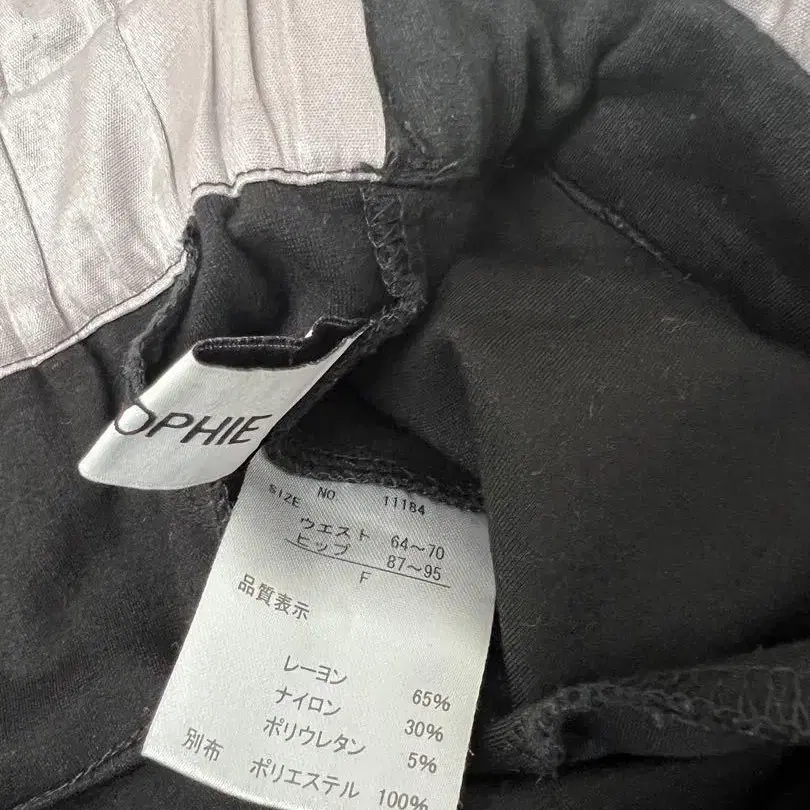 OPHIE
NO 11184
SIZE
ウエスト 64～70
ヒップ 87～95
F
品質表示
レーヨン 65%
ナイロン 30%
ポリウレタン 5%
別布 ポリエステル 100%